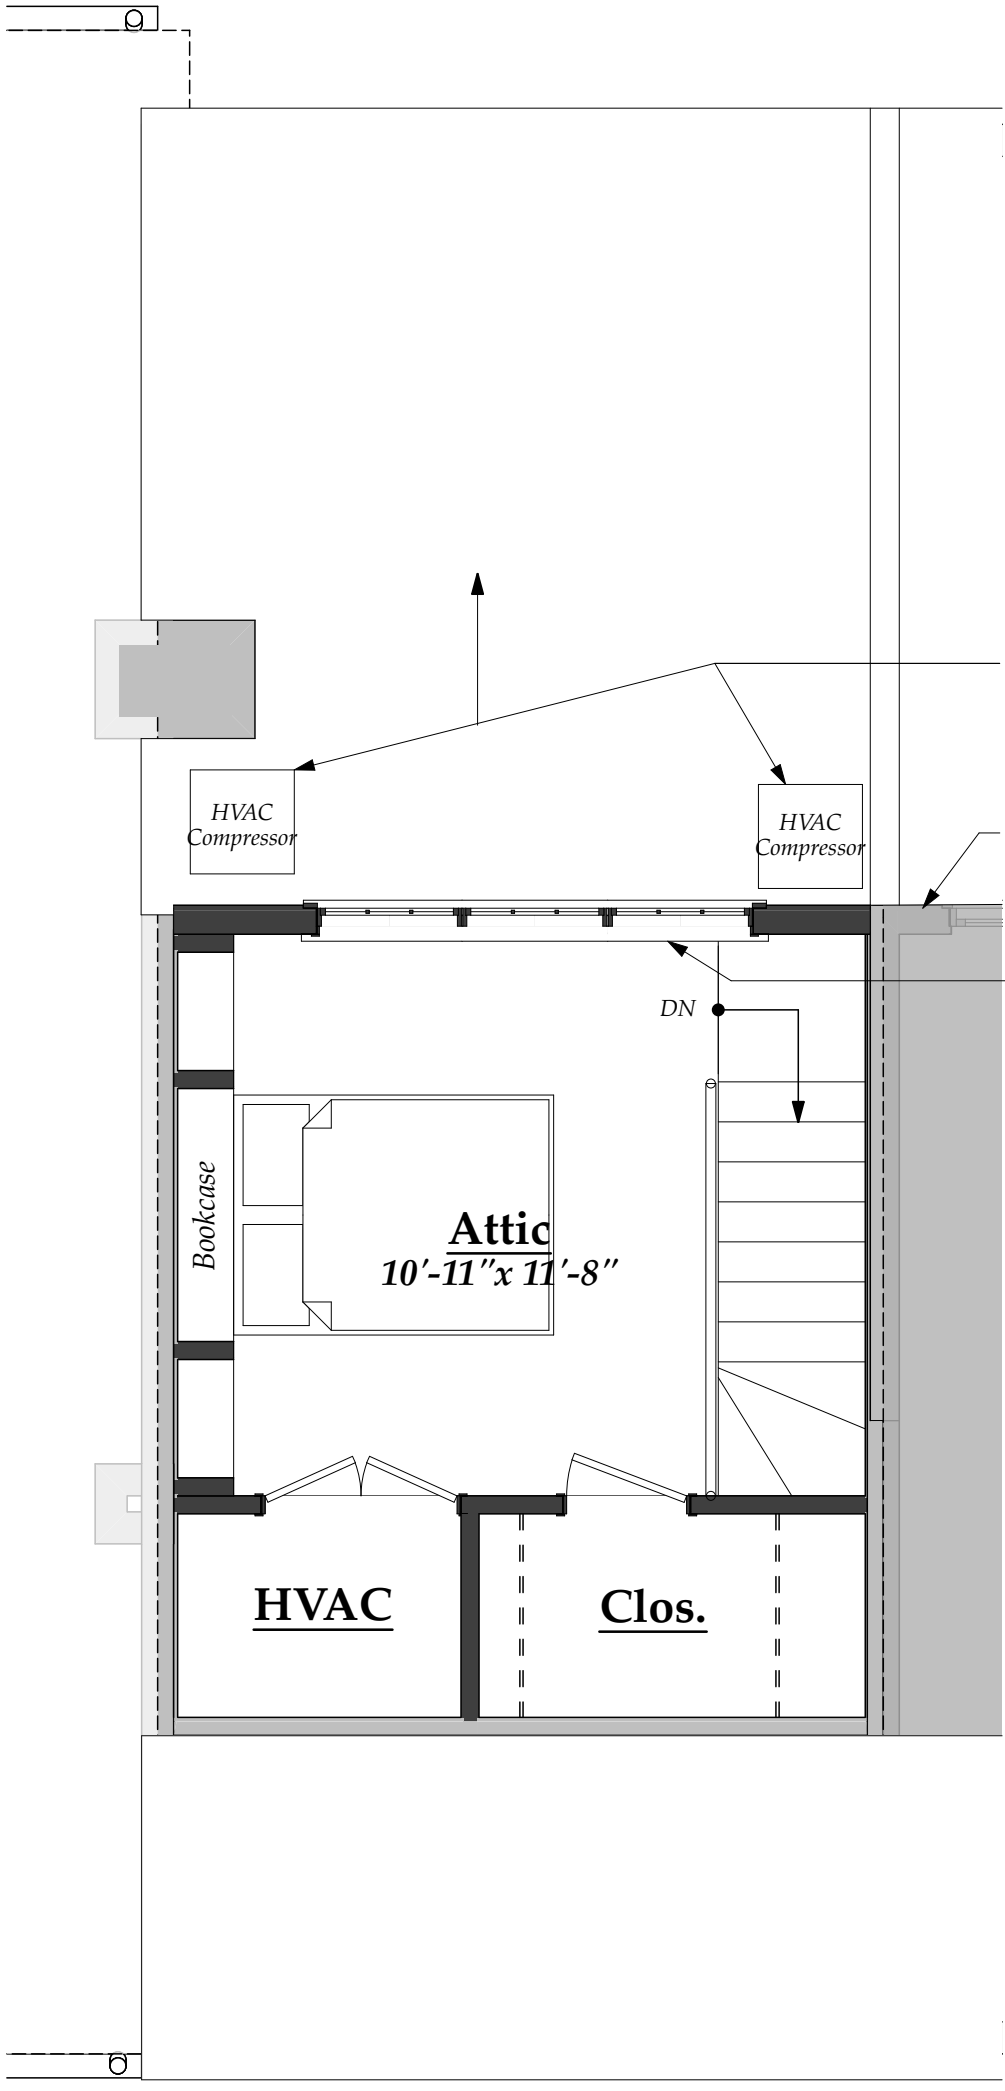 HVAC
Compressor
HVAC
Compressor
DN
Bookcase
Attic
10'-11"x 11'-8"
HVAC
Clos.